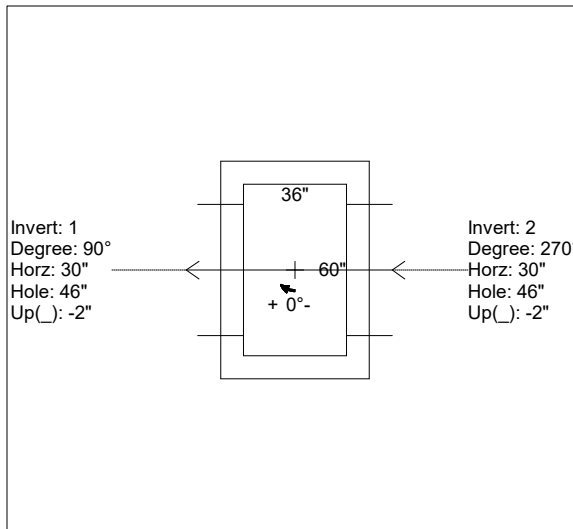 36"
Invert: 1
Degree: 90°
Horz: 30"
Hole: 46"
Up(_): -2"
60"
+ 0°-
Invert: 2
Degree: 270°
Horz: 30"
Hole: 46"
Up(_): -2"